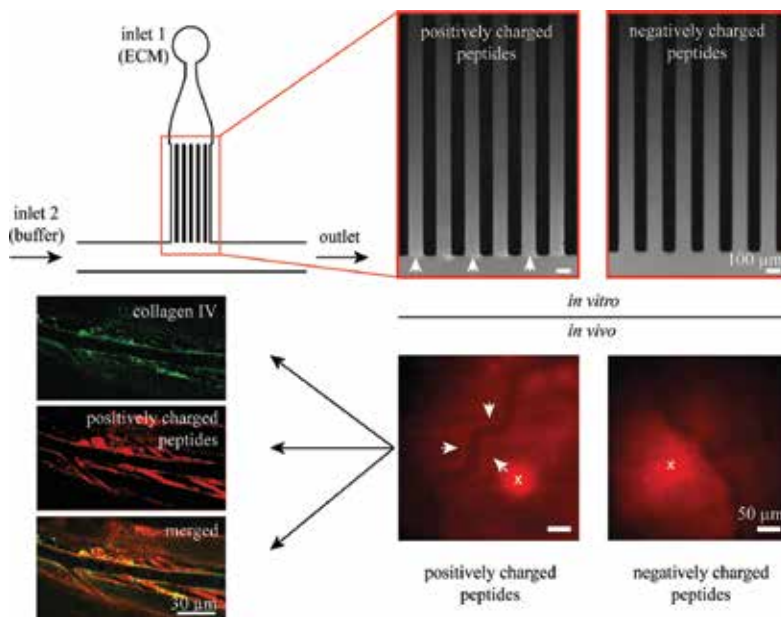 inlet 1
(ECM)
positively charged
peptides
negatively charged
peptides
inlet 2
(buffer)
outlet
100 µm
collagen IV
in vitro
in vivo
positively charged
peptides
x
x
merged
50 µm
30 µm
positively charged
peptides
negatively charged
peptides